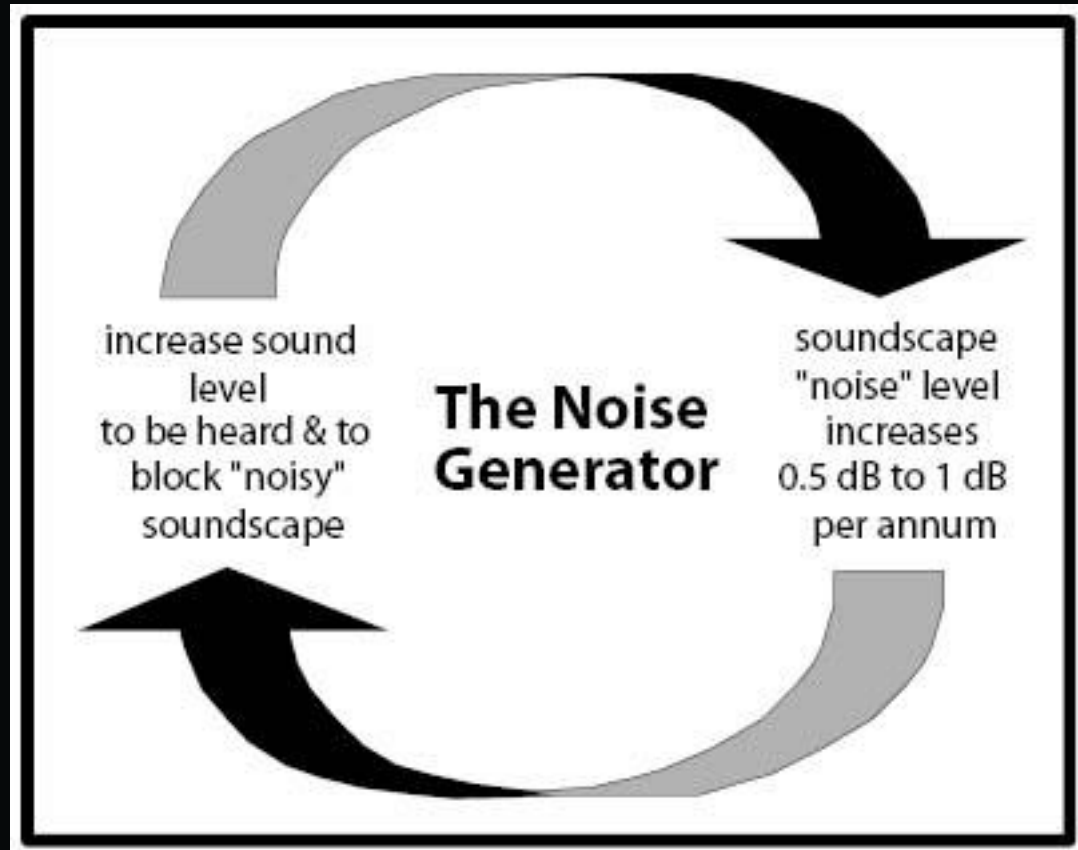 increase sound
level
to be heard & to
block "noisy"
soundscape
The Noise
Generator
soundscape
"noise" level
increases
0.5 dB to 1 dB
per annum